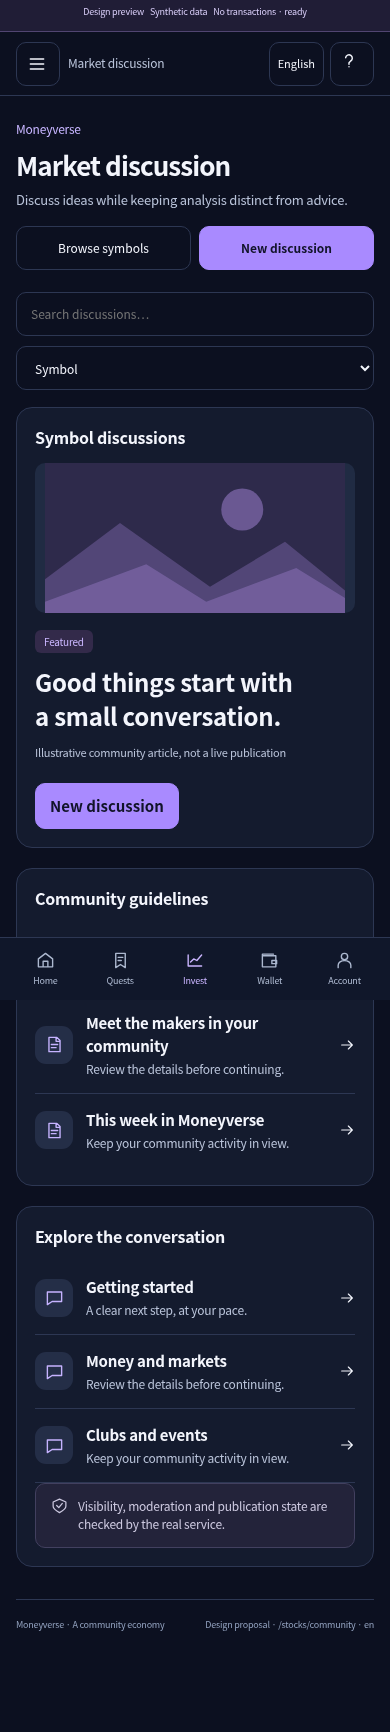 Design preview Synthetic data No transactions · ready
Market discussion
English
?
Moneyverse
Market discussion
Discuss ideas while keeping analysis distinct from advice.
Browse symbols
New discussion
Search discussions…
Symbol
Symbol discussions
Featured
Good things start with
a small conversation.
Illustrative community article, not a live publication
New discussion
Community guidelines
Home
Quests
Invest
Wallet
Account
Meet the makers in your
community
Review the details before continuing.
This week in Moneyverse
Keep your community activity in view.
Explore the conversation
Getting started
A clear next step, at your pace.
Money and markets
Review the details before continuing.
Clubs and events
Keep your community activity in view.
Visibility, moderation and publication state are
checked by the real service.
Moneyverse · A community economy
Design proposal · /stocks/community · en